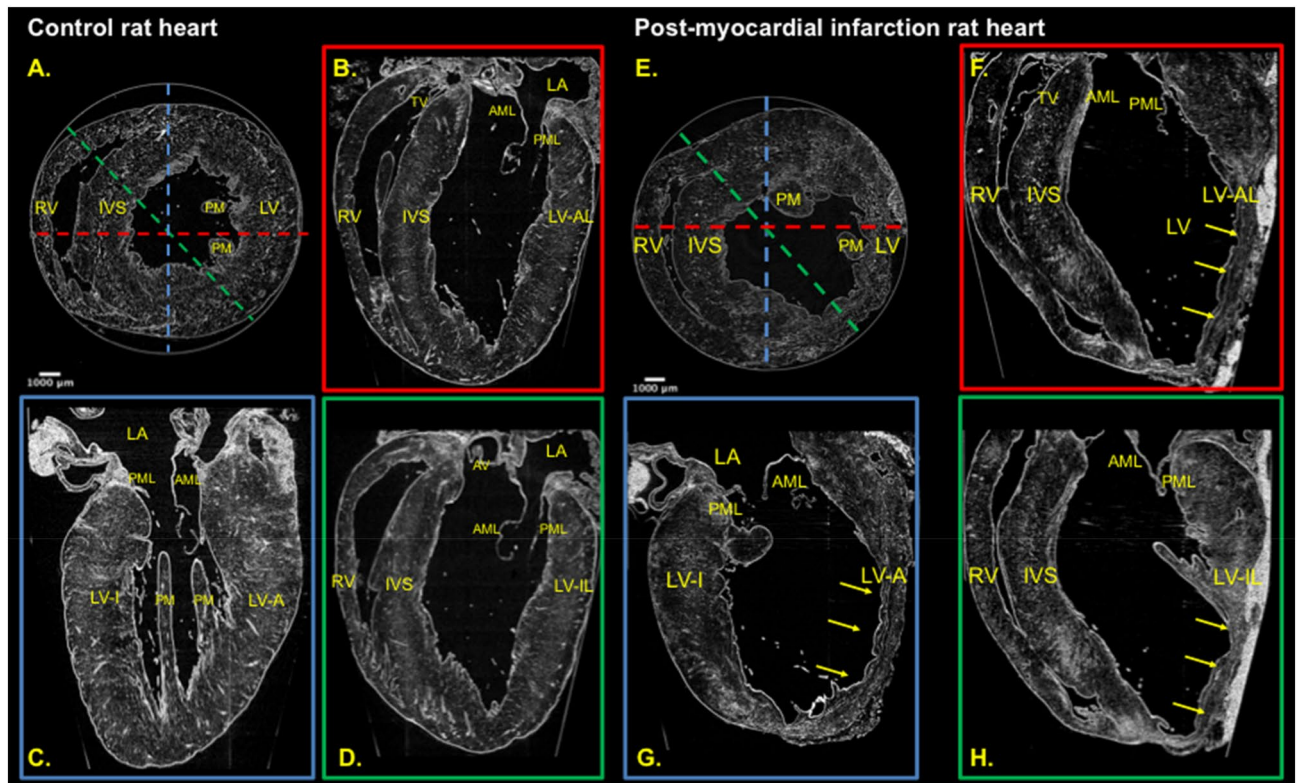 Control rat heart
Post-myocardial infarction rat heart
A.
RV
IVS
PM
LV
PM
1000 µm
B.
LA
TV
AML
PML
RV
IVS
LV-AL
E.
PM
RV
IVS
PM
LV
1000 µm
F.
TV
AML
PML
RV
IVS
LV-AL
LV
LA
PML
AML
LV-I
PM
PM
LV-A
C.
LA
AV
AML
PML
RV
IVS
LV-IL
D.
LA
AML
PML
LV-I
LV-A
G.
AML
PML
RV
IVS
LV-IL
H.